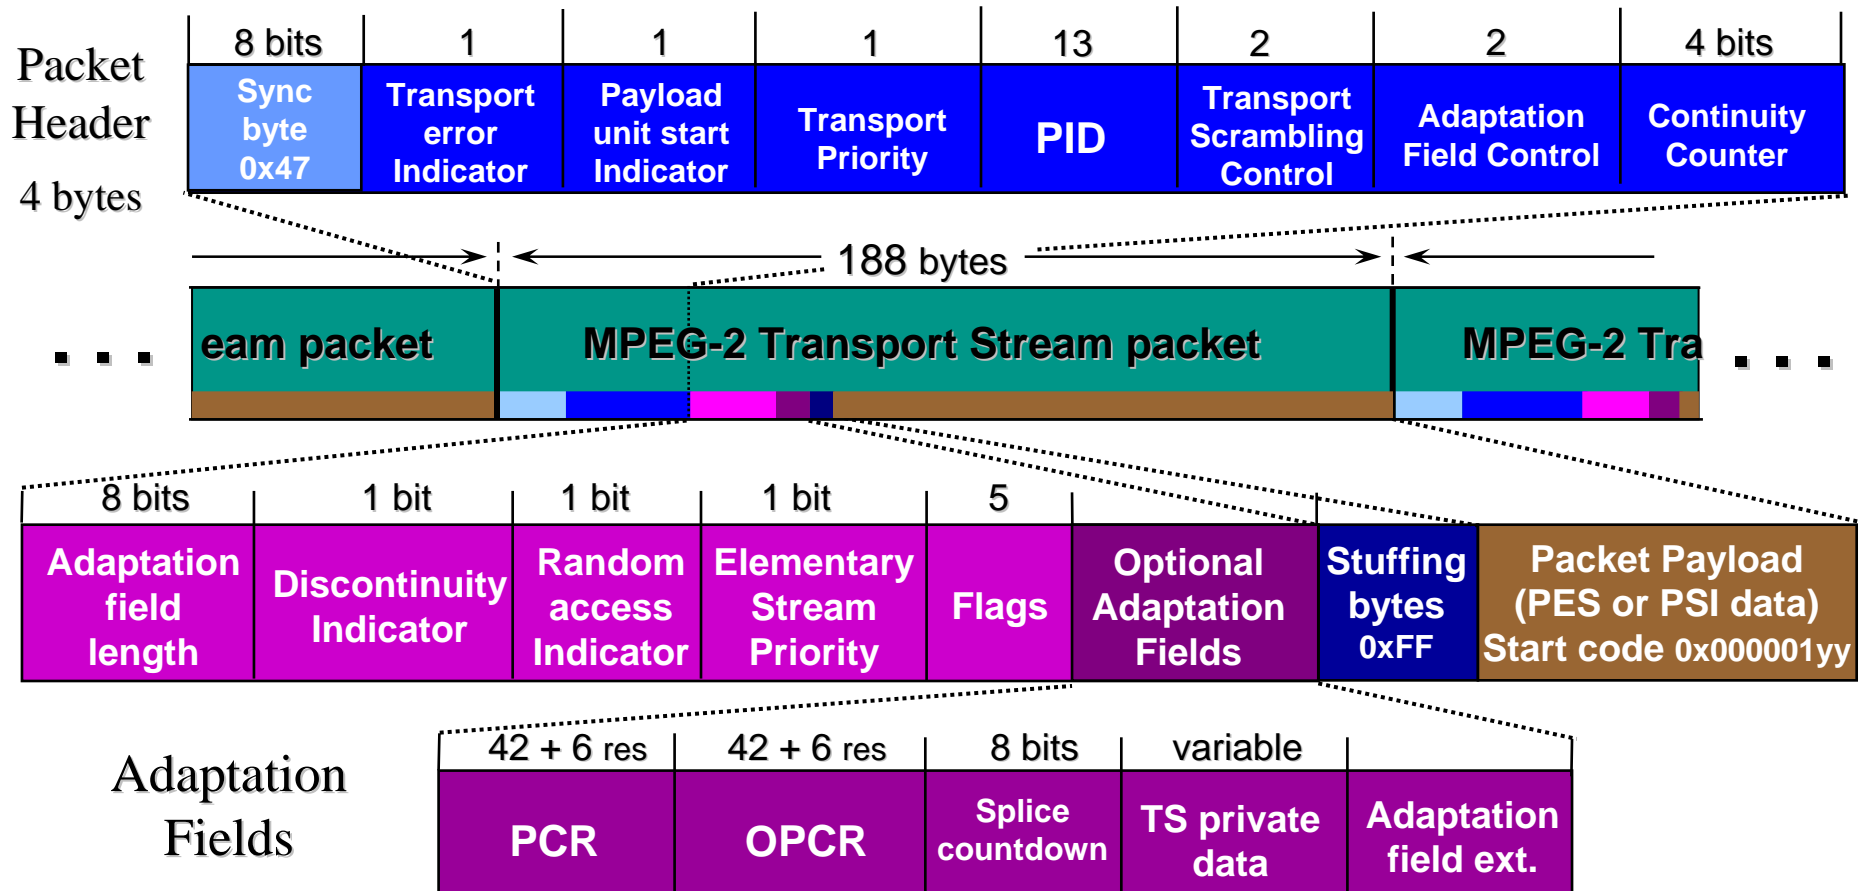 8 bits 1 1 1 13 2 2 4 bits
Packet
Header
4 bytes
Sync
byte
0x47
Transport
error
Indicator
Payload
unit start
Indicator
Transport
Priority
PID
Transport
Scrambling
Control
Adaptation
Field Control
Continuity
Counter
188 bytes
. . .
eam packet
MPEG-2 Transport Stream packet
MPEG-2 Tra
. . .
8 bits 1 bit 1 bit 1 bit 5
Adaptation
field
length
Discontinuity
Indicator
Random
access
Indicator
Elementary
Stream
Priority
Flags
Optional
Adaptation
Fields
Stuffing
bytes
0xFF
Packet Payload
(PES or PSI data)
Start code 0x000001yy
Adaptation
Fields
42 + 6 res 42 + 6 res 8 bits variable
PCR
OPCR
Splice
countdown
TS private
data
Adaptation
field ext.